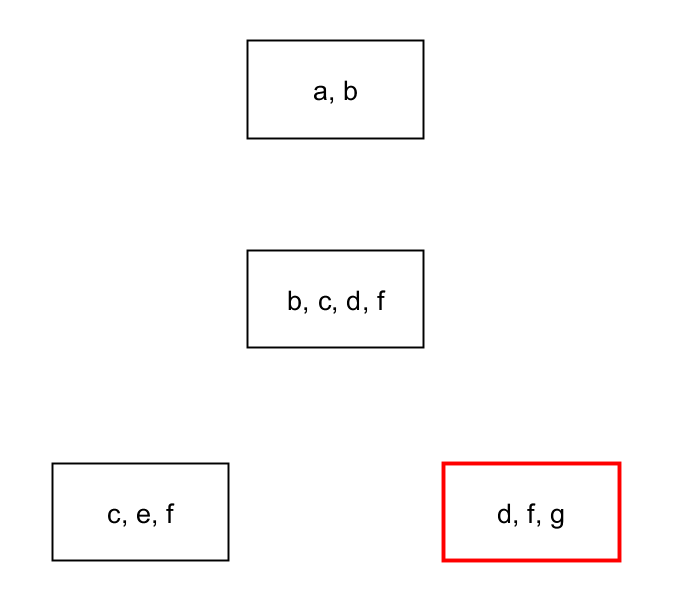 a, b
b, c, d, f
c, e, f
d, f, g